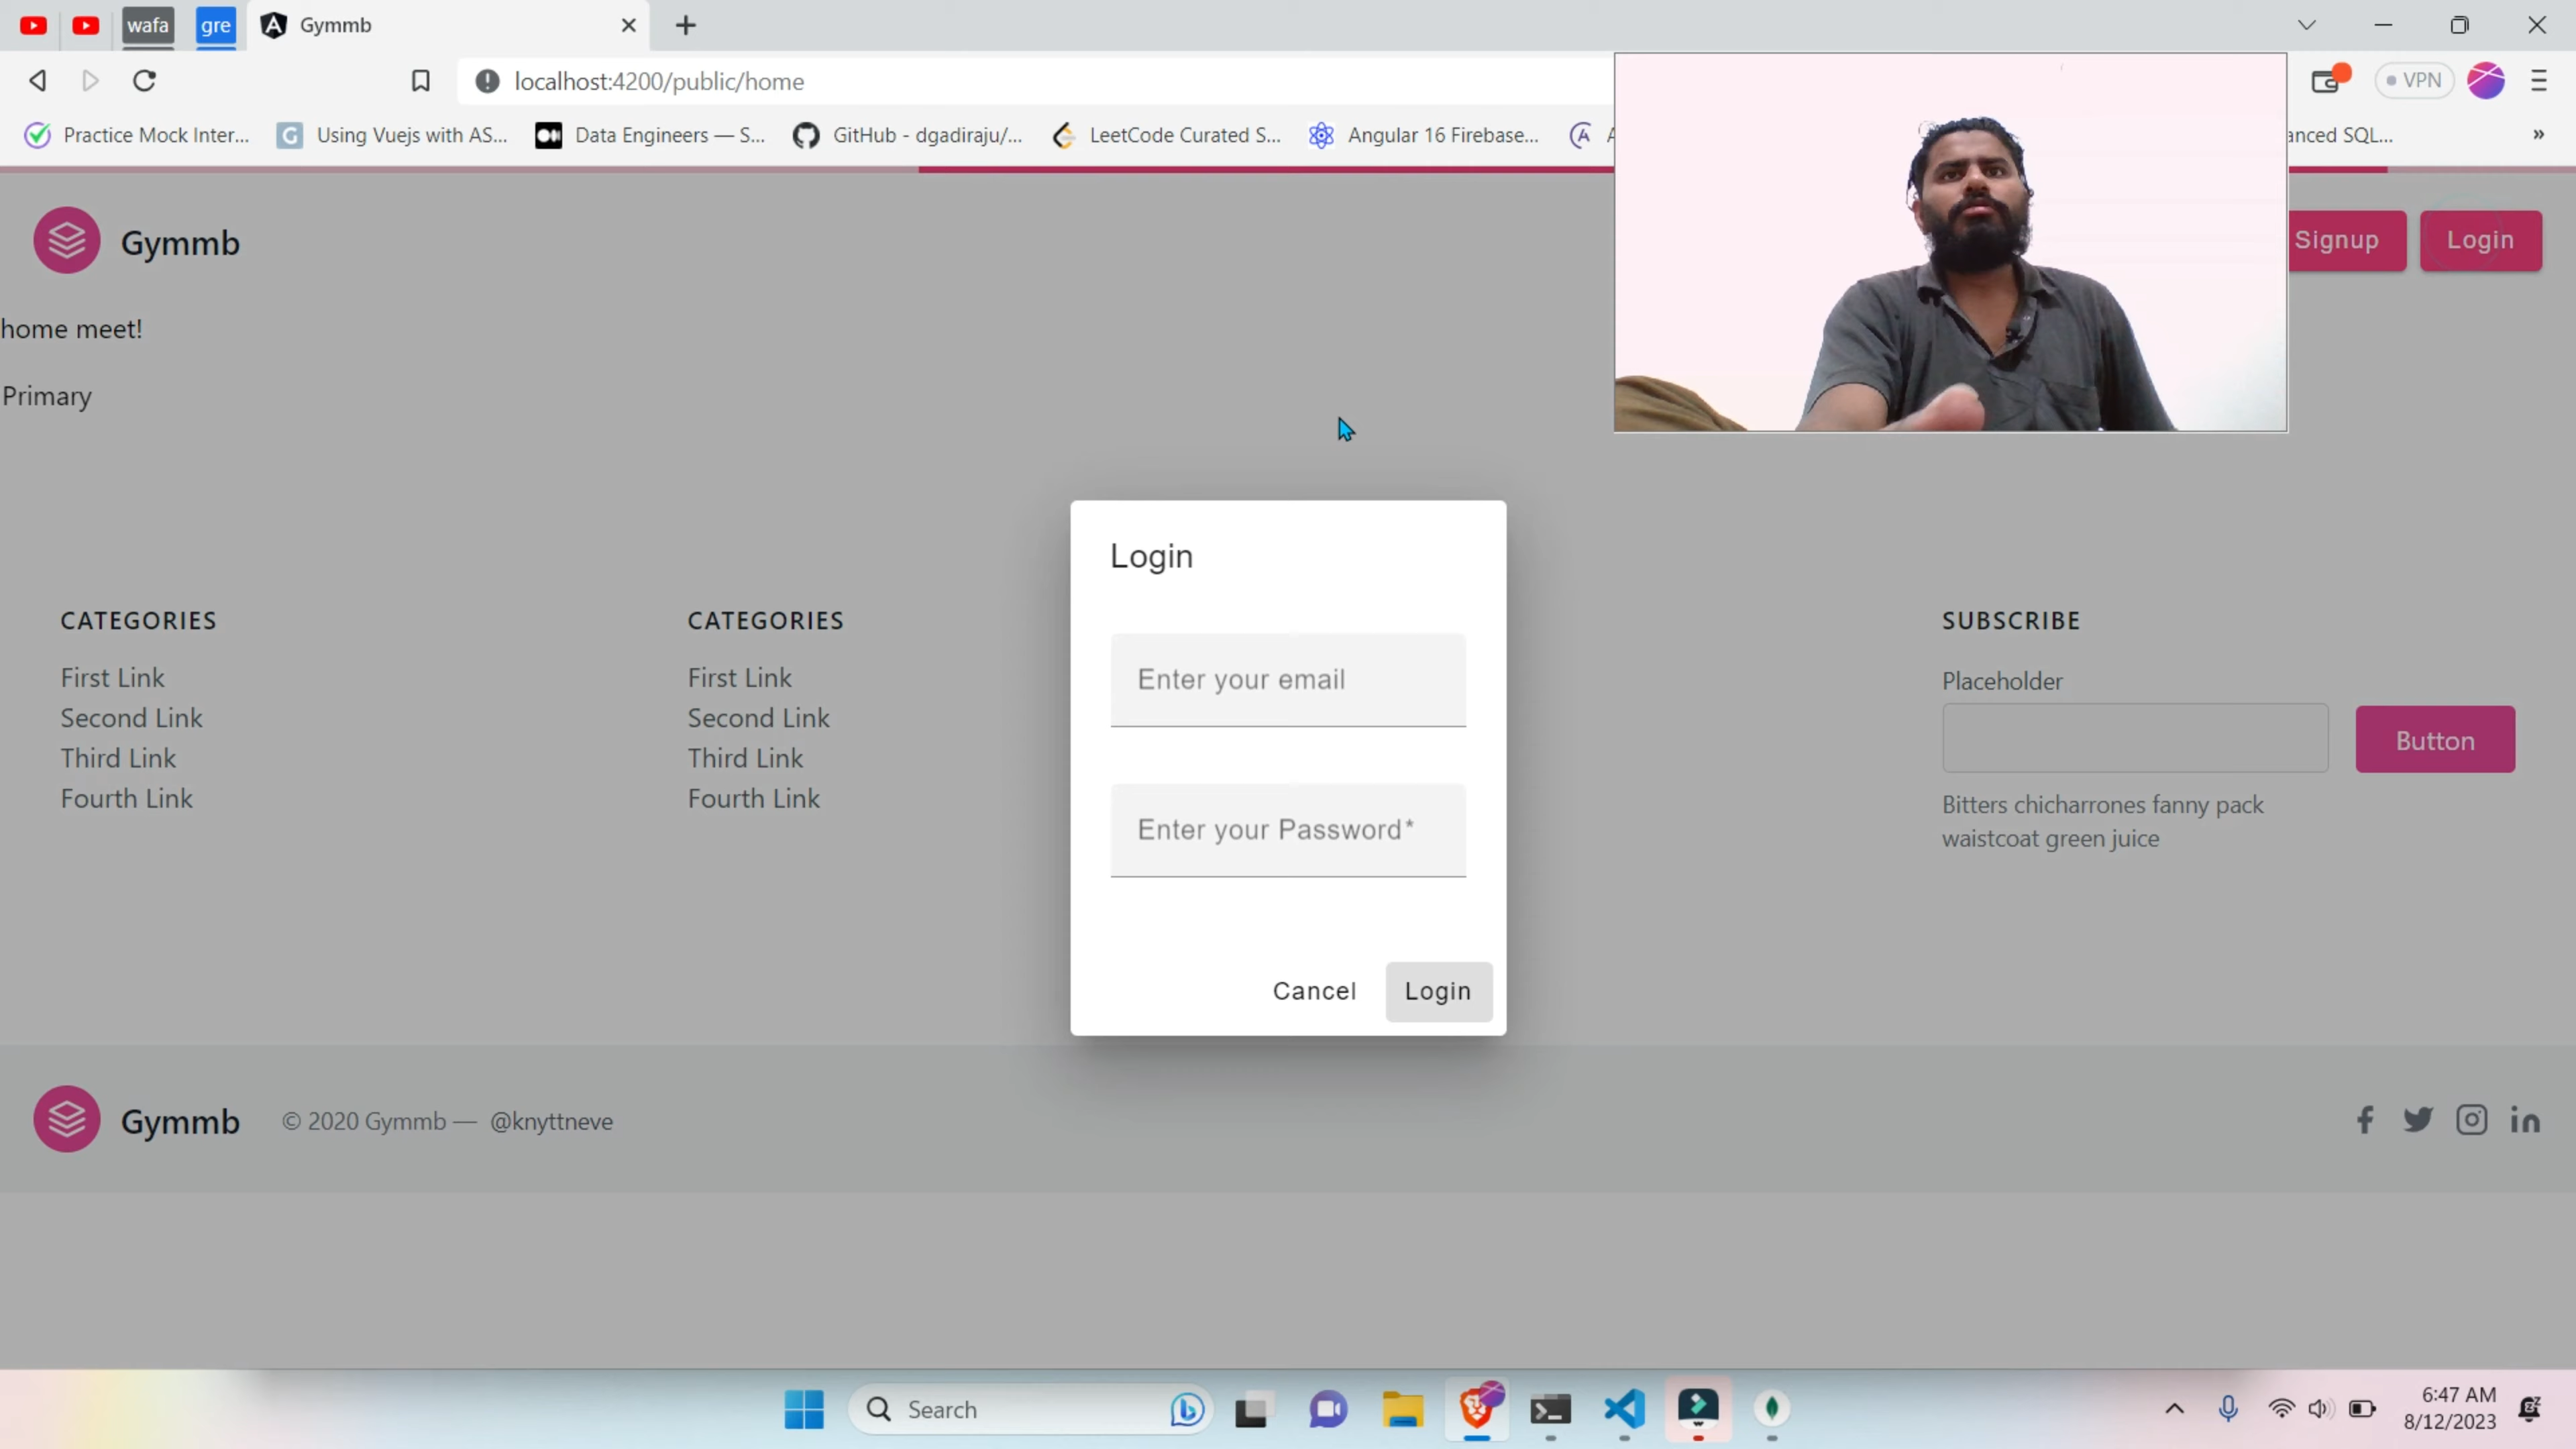 wafa
gre
Gymmb
localhost:4200/public/home
VPN
Practice Mock Inter...
Using Vuejs with AS...
Data Engineers — S...
GitHub - dgadiraju/...
LeetCode Curated S...
Angular 16 Firebase...
anced SQL...
»
Gymmb
Signup
Login
home meet!
Primary
Login
Enter your email
Enter your Password*
Cancel
Login
CATEGORIES
First Link
Second Link
Third Link
Fourth Link
CATEGORIES
First Link
Second Link
Third Link
Fourth Link
SUBSCRIBE
Placeholder
Button
Bitters chicharrones fanny pack
waistcoat green juice
Gymmb
© 2020 Gymmb —
@knyttneve
Search
6:47 AM
8/12/2023